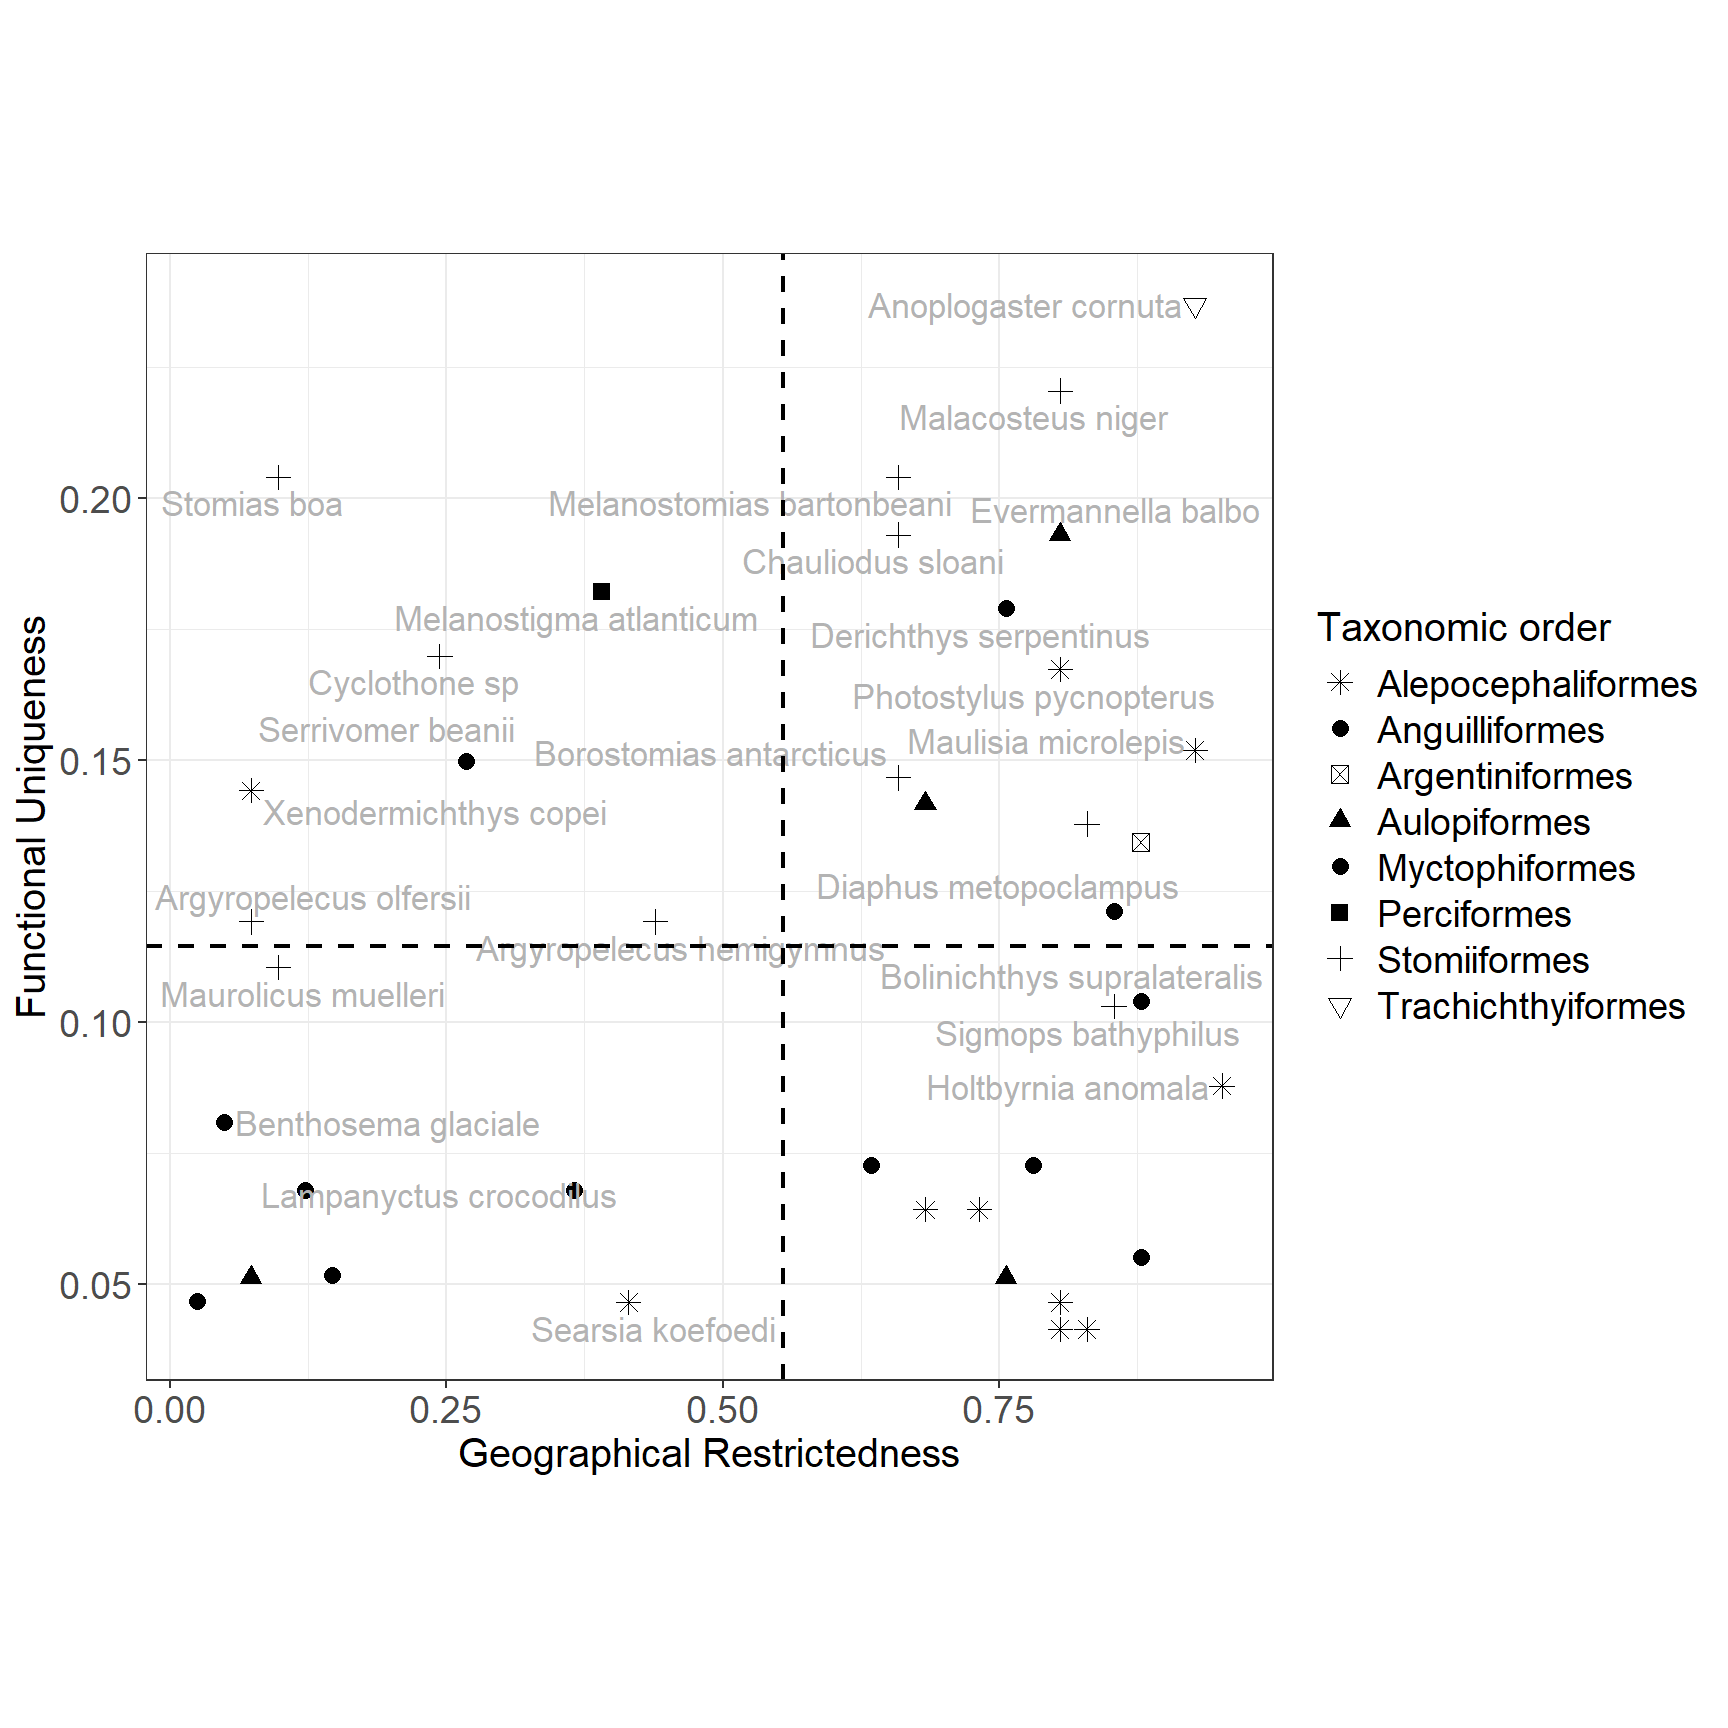 Anoplogaster cornuta
Malacosteus niger
Stomias boa
Melanostomias bartonbeani
Evermannella balbo
Chauliodus sloani
Melanostigma atlanticum
Derichthys serpentinus
Cyclothone sp
Photostylus pycnopterus
Serrivomer beanii
Borostomias antarcticus
Maulisia microlepis
Xenodermichthys copei
Argyropelecus olfersii
Diaphus metopoclampus
Argyropelecus hemigymnus
Maurolicus muelleri
Bolinichthys supralateralis
Sigmops bathyphilus
Holtbyrnia anomala
Benthosema glaciale
Lampanyctus crocodilus
Searsia koefoedi
0.20
0.15
0.10
0.05
0.00
0.25
0.50
0.75
Geographical Restrictedness
Functional Uniqueness
Taxonomic order
Alepocephaliformes
Anguilliformes
Argentiniformes
Aulopiformes
Myctophiformes
Perciformes
Stomiiformes
Trachichthyiformes